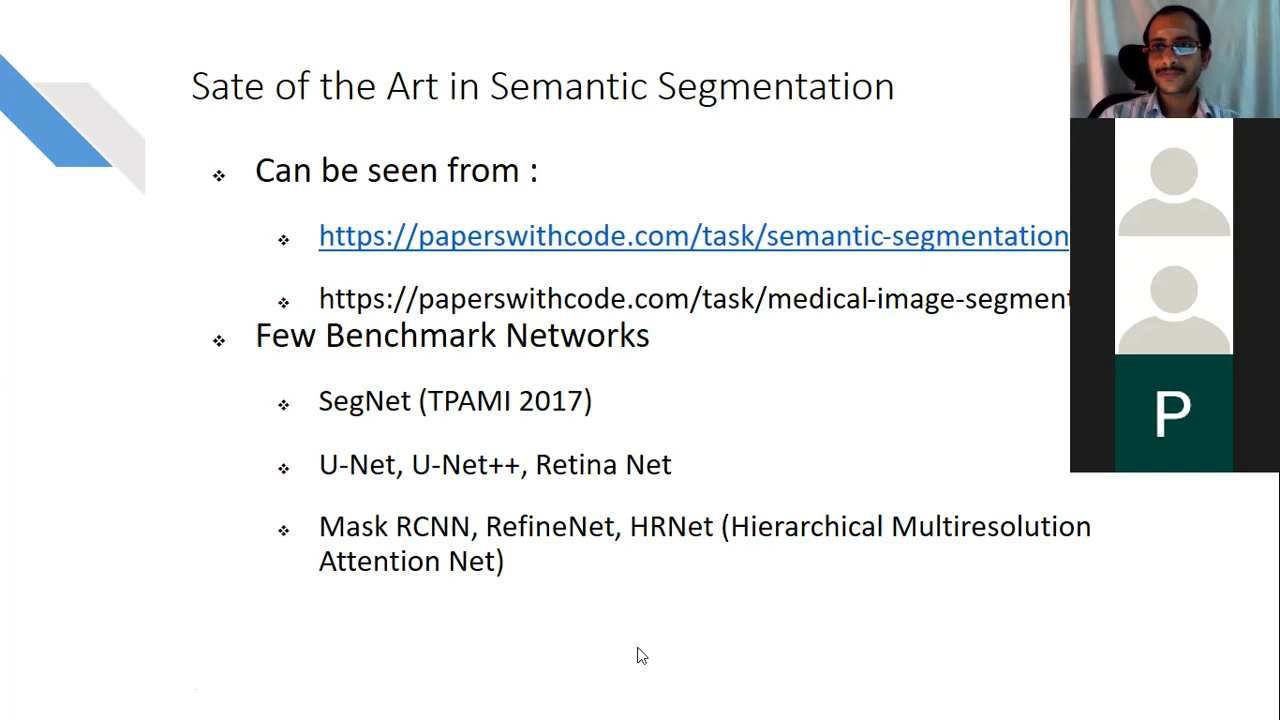 Sate of the Art in Semantic Segmentation
Can be seen from :
https://paperswithcode.com/task/semantic-segmentation
https://paperswithcode.com/task/medical-image-segment
Few Benchmark Networks
SegNet (TPAMI 2017)
U-Net, U-Net++, Retina Net
Mask RCNN, RefineNet, HRNet (Hierarchical Multiresolution
Attention Net)
P